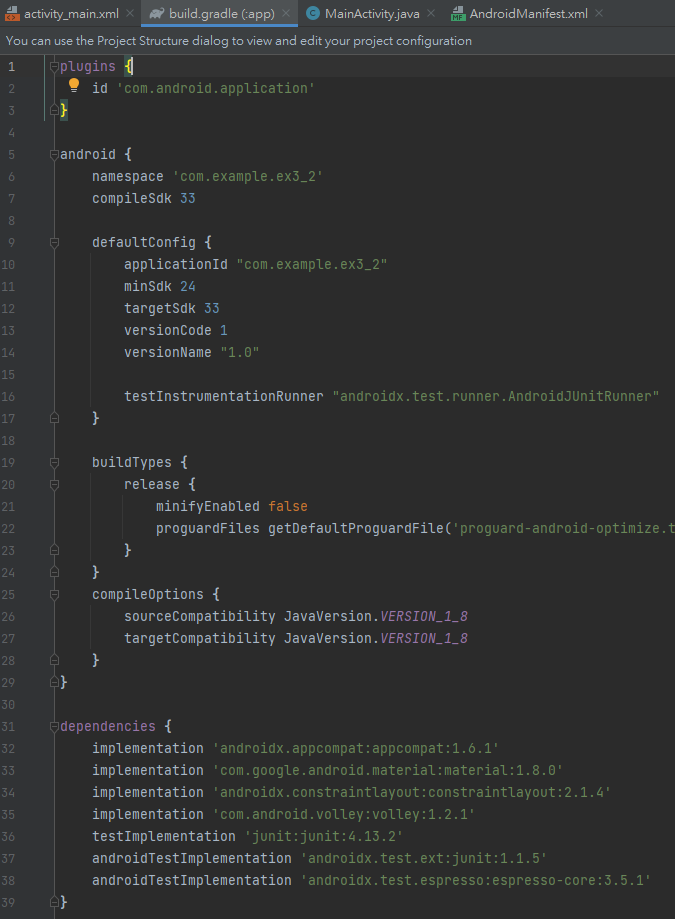 activity_main.xml build.gradle (:app) MainActivity.java AndroidManifest.xml
You can use the Project Structure dialog to view and edit your project configuration
1 plugins {
2 id 'com.android.application'
3 }
4
5 android {
6 namespace 'com.example.ex3_2'
7 compileSdk 33
8
9 defaultConfig {
10 applicationId "com.example.ex3_2"
11 minSdk 24
12 targetSdk 33
13 versionCode 1
14 versionName "1.0"
15
16 testInstrumentationRunner "androidx.test.runner.AndroidJUnitRunner"
17 }
18
19 buildTypes {
20 release {
21 minifyEnabled false
22 proguardFiles getDefaultProguardFile('proguard-android-optimize.t
23 }
24 }
25 compileOptions {
26 sourceCompatibility JavaVersion.VERSION_1_8
27 targetCompatibility JavaVersion.VERSION_1_8
28 }
29 }
30
31 dependencies {
32 implementation 'androidx.appcompat:appcompat:1.6.1'
33 implementation 'com.google.android.material:material:1.8.0'
34 implementation 'androidx.constraintlayout:constraintlayout:2.1.4'
35 implementation 'com.android.volley:volley:1.2.1'
36 testImplementation 'junit:junit:4.13.2'
37 androidTestImplementation 'androidx.test.ext:junit:1.1.5'
38 androidTestImplementation 'androidx.test.espresso:espresso-core:3.5.1'
39 }